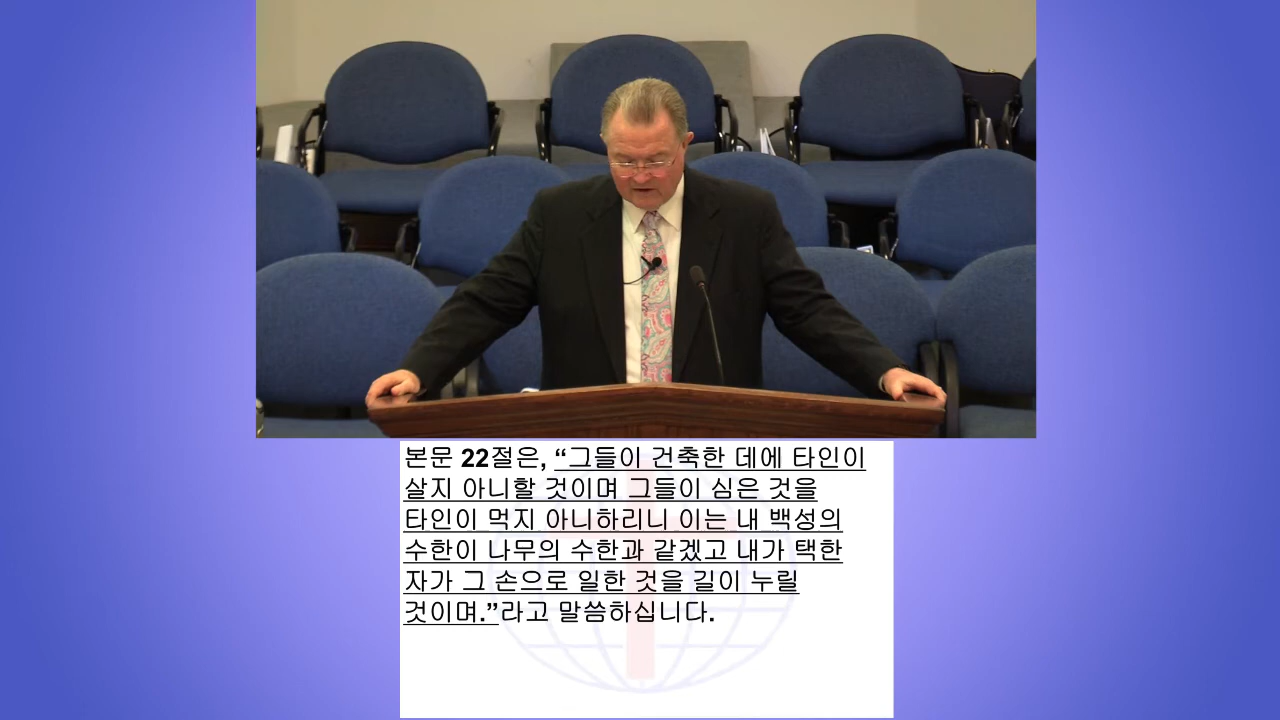 본문 22절은, “그들이 건축한 데에 타인이
살지 아니할 것이며 그들이 심은 것을
타인이 먹지 아니하리니 이는 내 백성의
수한이 나무의 수한과 같겠고 내가 택한
자가 그 손으로 일한 것을 길이 누릴
것이며.”라고 말씀하십니다.